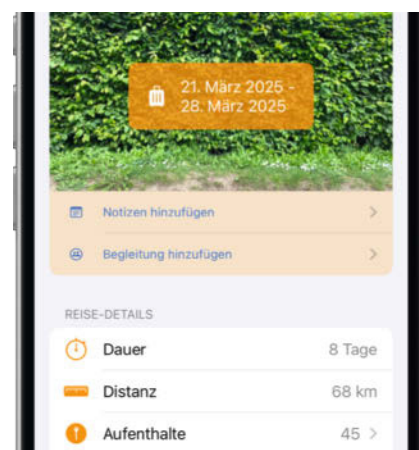 21. März 2025 -
28. März 2025
Notizen hinzufügen
Begleitung hinzufügen
REISE-DETAILS
Dauer 8 Tage
Distanz 68 km
Aufenthalte 45